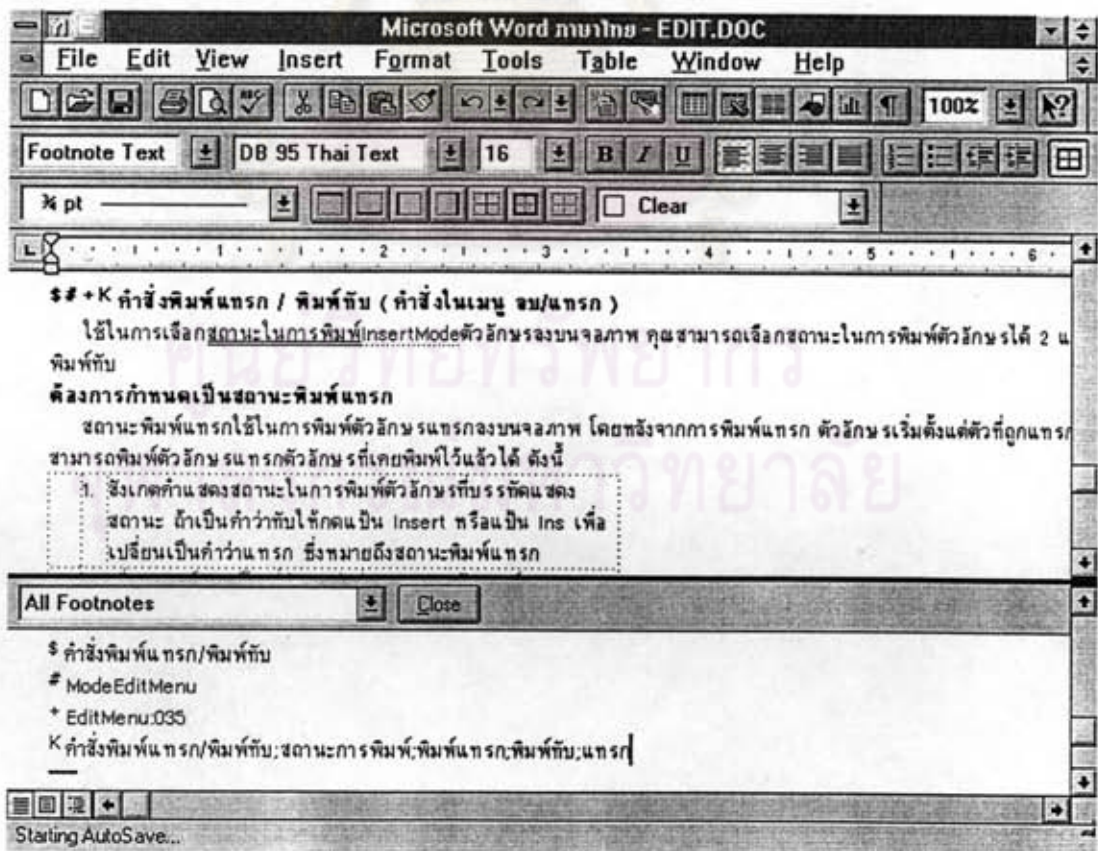 Microsoft Word ภาษาไทย - EDIT.DOC
File Edit View Insert Format Tools Table Window Help
100%
Footnote Text DB 95 Thai Text 16 B I U
¾ pt Clear
1 2 3 4 5 6
$#+K คำสั่งพิมพ์แทรก / พิมพ์ทับ ( คำสั่งในเมนู ลบ/แทรก )
ใช้ในการเลือกสถานะในการพิมพ์InsertModeตัวอักษรลงบนจอภาพ คุณสามารถเลือกสถานะในการพิมพ์ตัวอักษรได้ 2 แ
พิมพ์ทับ
ต้องการกำหนดเป็นสถานะพิมพ์แทรก
สถานะพิมพ์แทรกใช้ในการพิมพ์ตัวอักษรแทรกลงบนจอภาพ โดยหลังจากการพิมพ์แทรก ตัวอักษรเริ่มตั้งแต่ตัวที่ถูกแทรก
สามารถพิมพ์ตัวอักษรแทรกตัวอักษรที่เคยพิมพ์ไว้แล้วได้ ดังนี้
1. สังเกตคำแสดงสถานะในการพิมพ์ตัวอักษรที่บรรทัดแสดง
สถานะ ถ้าเป็นคำว่าทับให้กดแป้น Insert หรือแป้น Ins เพื่อ
เปลี่ยนเป็นคำว่าแทรก ซึ่งหมายถึงสถานะพิมพ์แทรก
All Footnotes Close
$ คำสั่งพิมพ์แทรก/พิมพ์ทับ
# ModeEditMenu
+ EditMenu:035
K คำสั่งพิมพ์แทรก/พิมพ์ทับ;สถานะการพิมพ์;พิมพ์แทรก;พิมพ์ทับ;แทรก
Starting AutoSave...